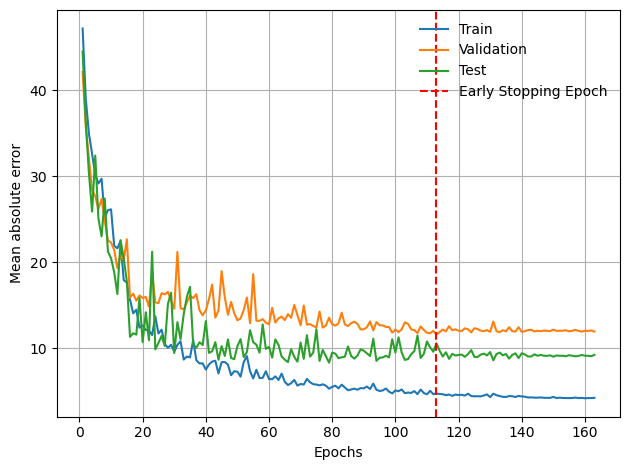 Train
Validation
Test
Early Stopping Epoch
Mean absolute error
40
30
20
10
0 20 40 60 80 100 120 140 160
Epochs